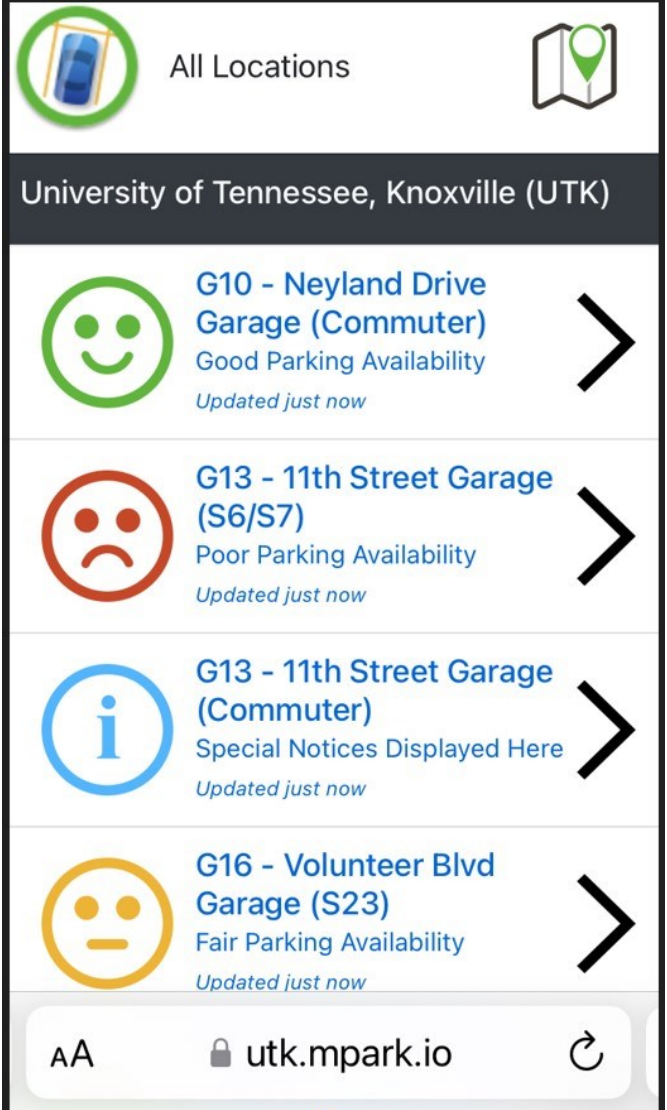 All Locations
University of Tennessee, Knoxville (UTK)
G10 - Neyland Drive
Garage (Commuter)
Good Parking Availability
Updated just now
G13 - 11th Street Garage
(S6/S7)
Poor Parking Availability
Updated just now
i
G13 - 11th Street Garage
(Commuter)
Special Notices Displayed Here
Updated just now
G16 - Volunteer Blvd
Garage (S23)
Fair Parking Availability
Updated just now
AA utk.mpark.io